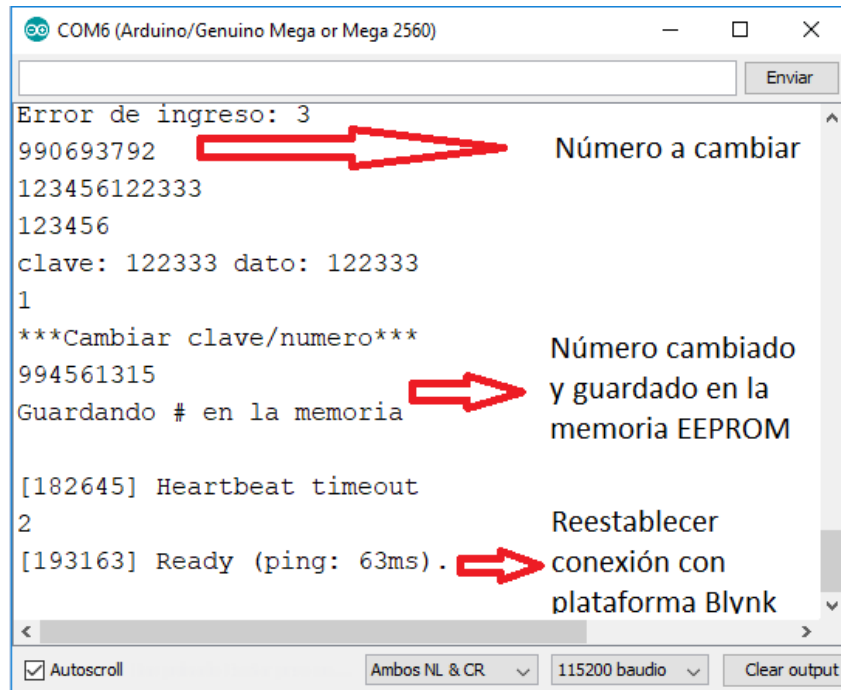 COM6 (Arduino/Genuino Mega or Mega 2560)
Enviar
Error de ingreso: 3
990693792
Número a cambiar
123456122333
123456
clave: 122333 dato: 122333
1
***Cambiar clave/numero***
994561315
Guardando # en la memoria
Número cambiado
y guardado en la
memoria EEPROM
[182645] Heartbeat timeout
2
[193163] Ready (ping: 63ms).
Reestablecer
conexión con
plataforma Blynk
Autoscroll
Ambos NL & CR
115200 baudio
Clear output